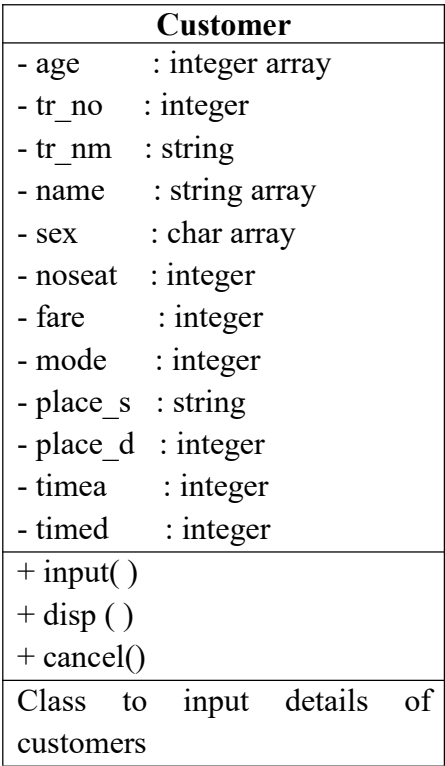 Customer
- age : integer array
- tr_no : integer
- tr_nm : string
- name : string array
- sex : char array
- noseat : integer
- fare : integer
- mode : integer
- place_s : string
- place_d : integer
- timea : integer
- timed : integer
+ input( )
+ disp ( )
+ cancel()
Class to input details of
customers